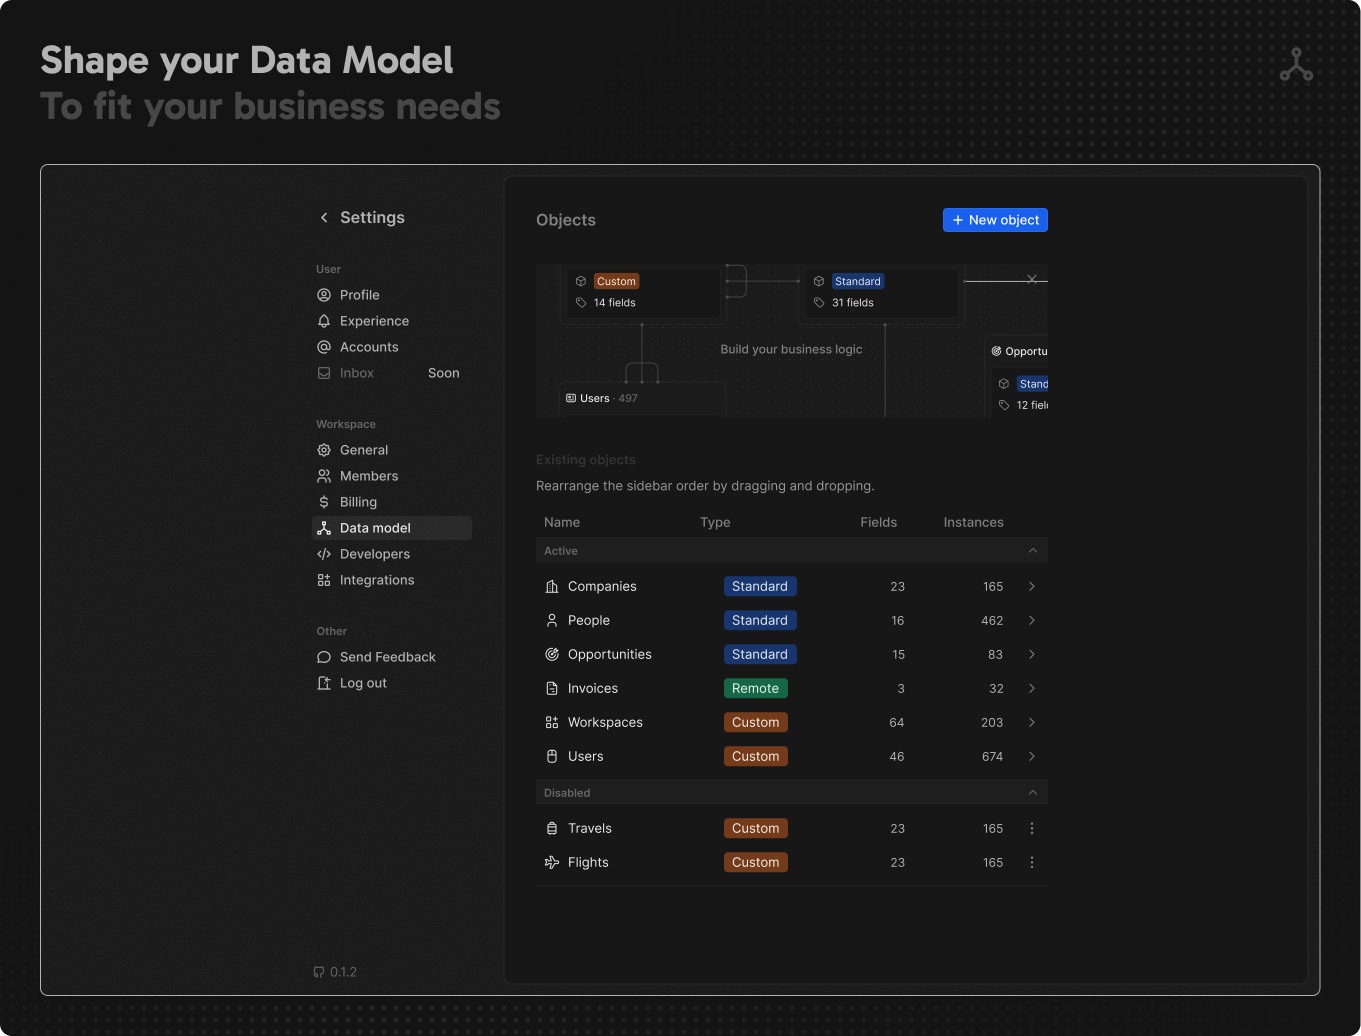 Shape your Data Model
To fit your business needs
Settings
User
Profile
Experience
Accounts
Inbox Soon
Workspace
General
Members
Billing
Data model
Developers
Integrations
Other
Send Feedback
Log out
0.1.2
Objects
+ New object
Custom
14 fields
Standard
31 fields
Build your business logic
Users · 497
Opportu
Stand
12 fiel
Existing objects
Rearrange the sidebar order by dragging and dropping.
Name Type Fields Instances
Active
Companies Standard 23 165
People Standard 16 462
Opportunities Standard 15 83
Invoices Remote 3 32
Workspaces Custom 64 203
Users Custom 46 674
Disabled
Travels Custom 23 165
Flights Custom 23 165